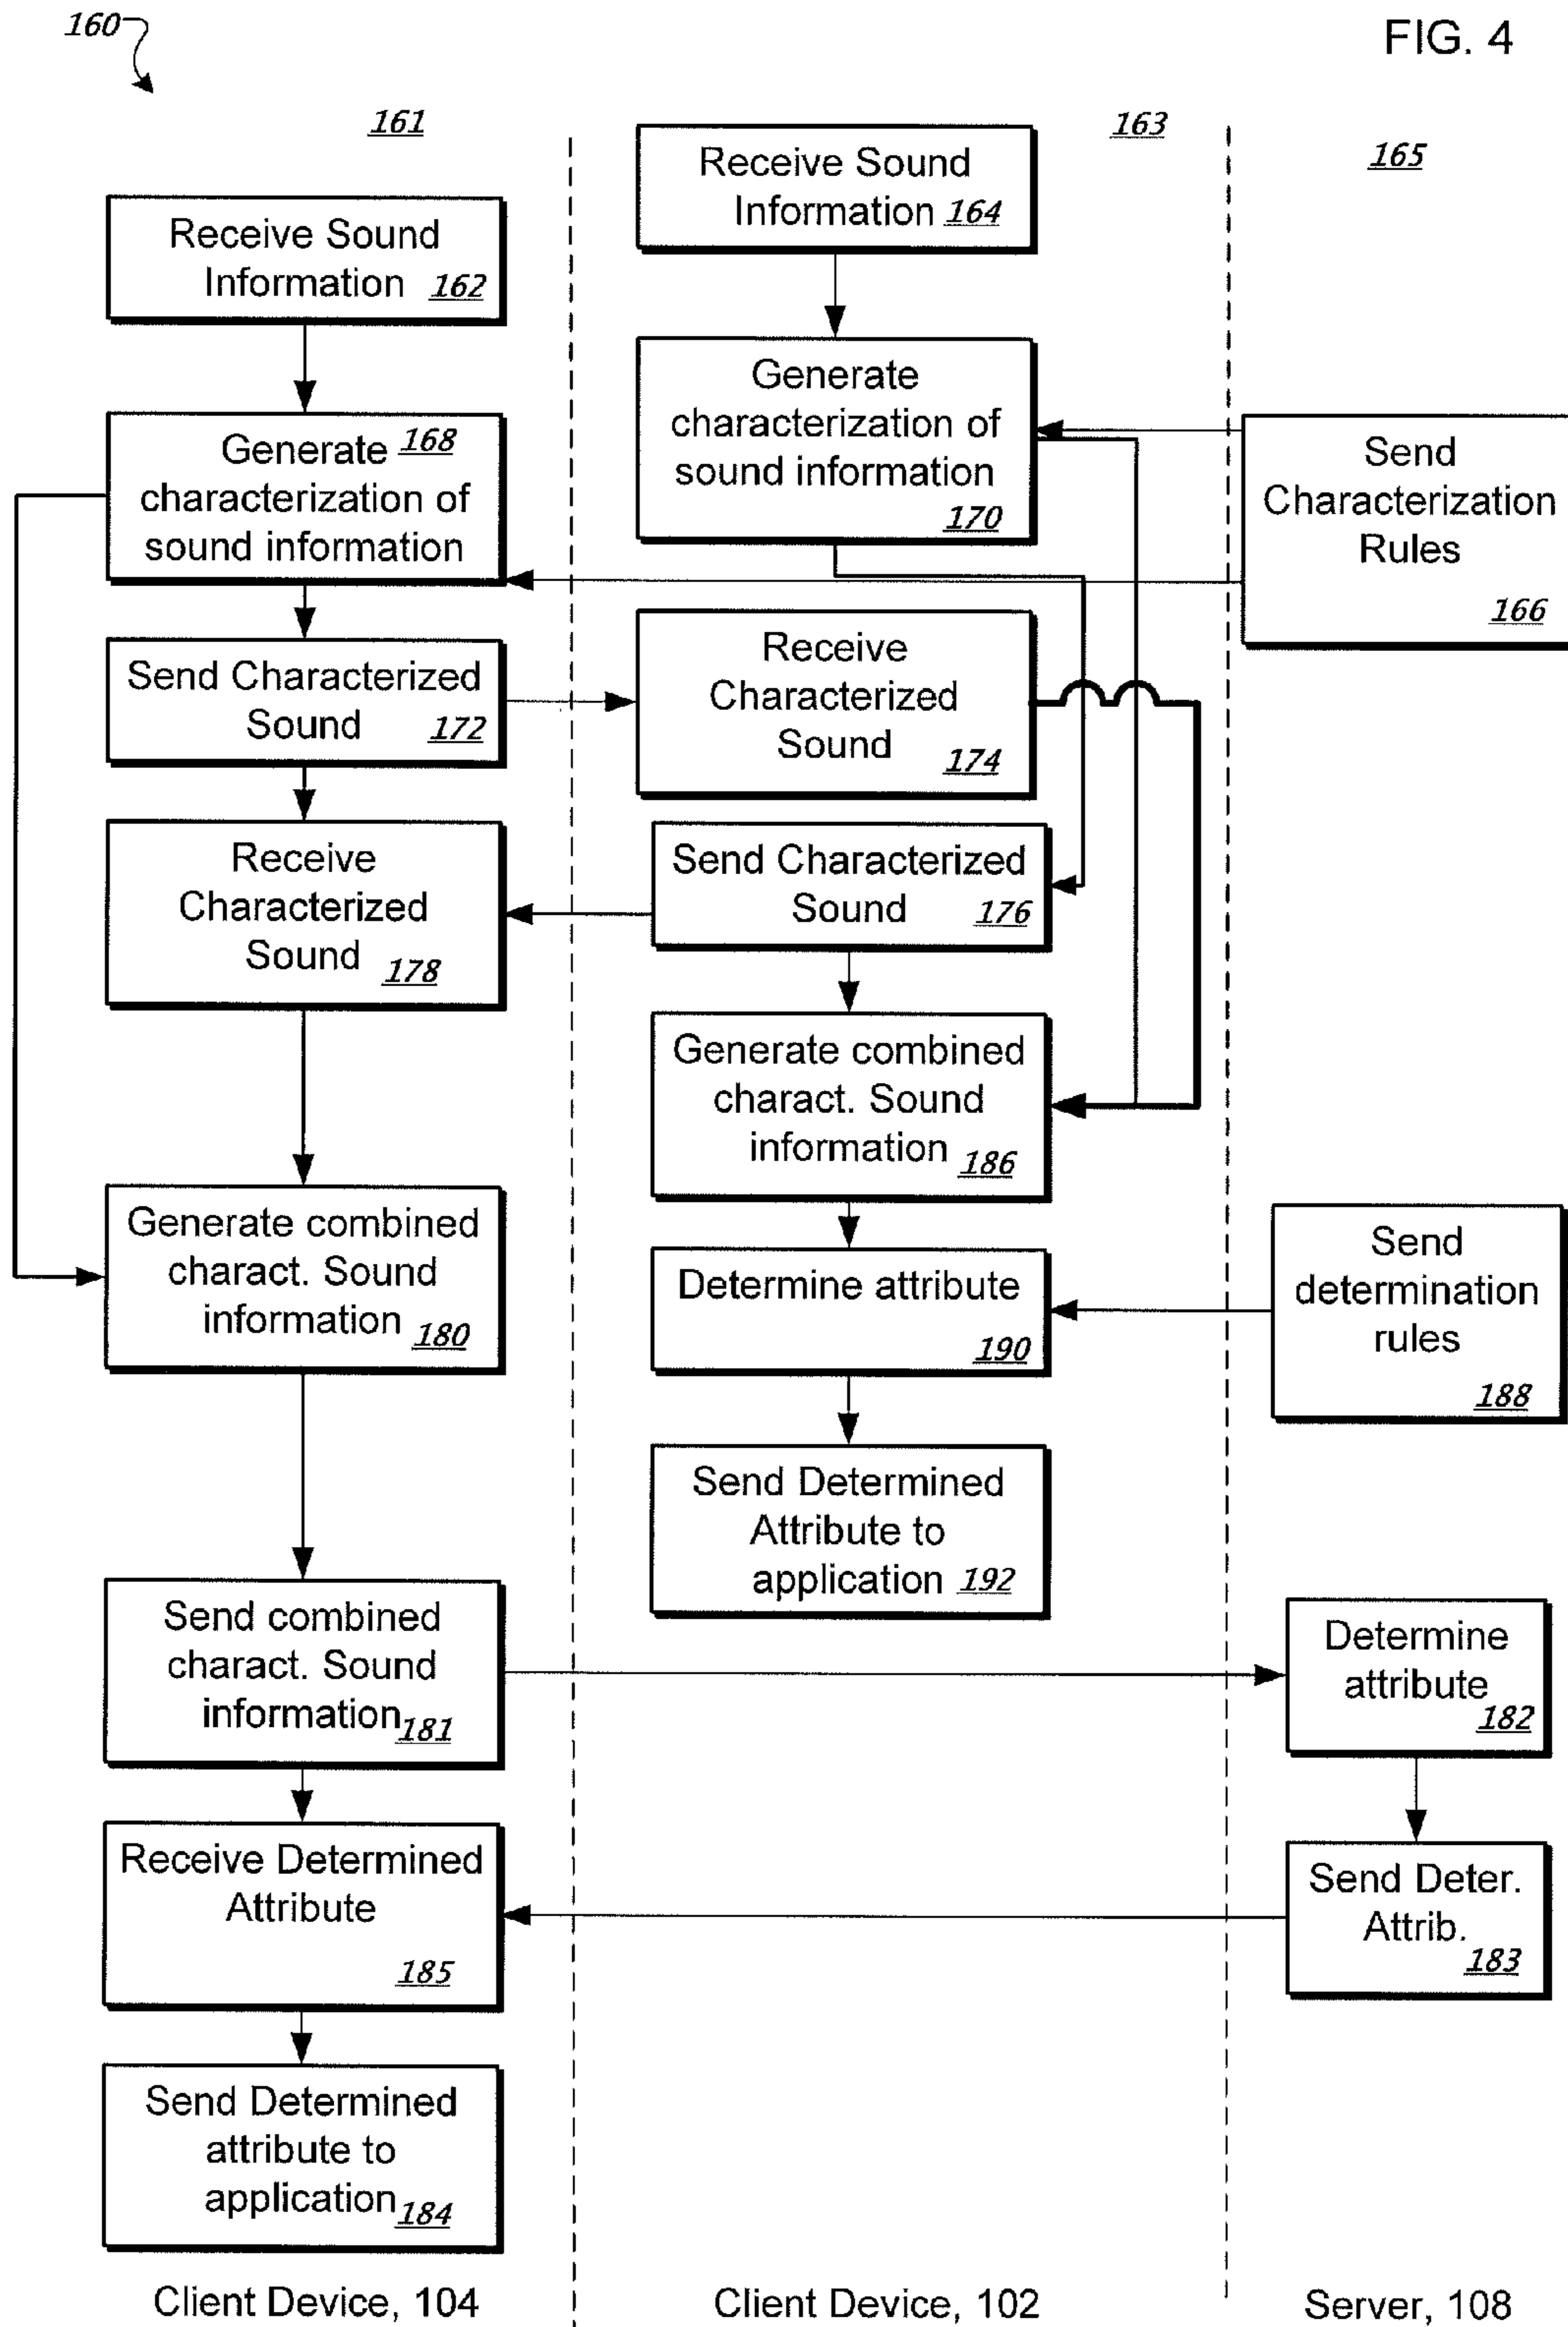 160
FIG. 4
161
163
165
Receive Sound
Information 162
Receive Sound
Information 164
Generate 168
characterization of
sound information
Generate
characterization of
sound information
170
Send
Characterization
Rules
166
Send Characterized
Sound 172
Receive
Characterized
Sound 174
Receive
Characterized
Sound 178
Send Characterized
Sound 176
Generate combined
charact. Sound
information 186
Generate combined
charact. Sound
information 180
Determine attribute
190
Send
determination
rules
188
Send Determined
Attribute to
application 192
Send combined
charact. Sound
information 181
Determine
attribute
182
Receive Determined
Attribute
185
Send Deter.
Attrib.
183
Send Determined
attribute to
application 184
Client Device, 104
Client Device, 102
Server, 108